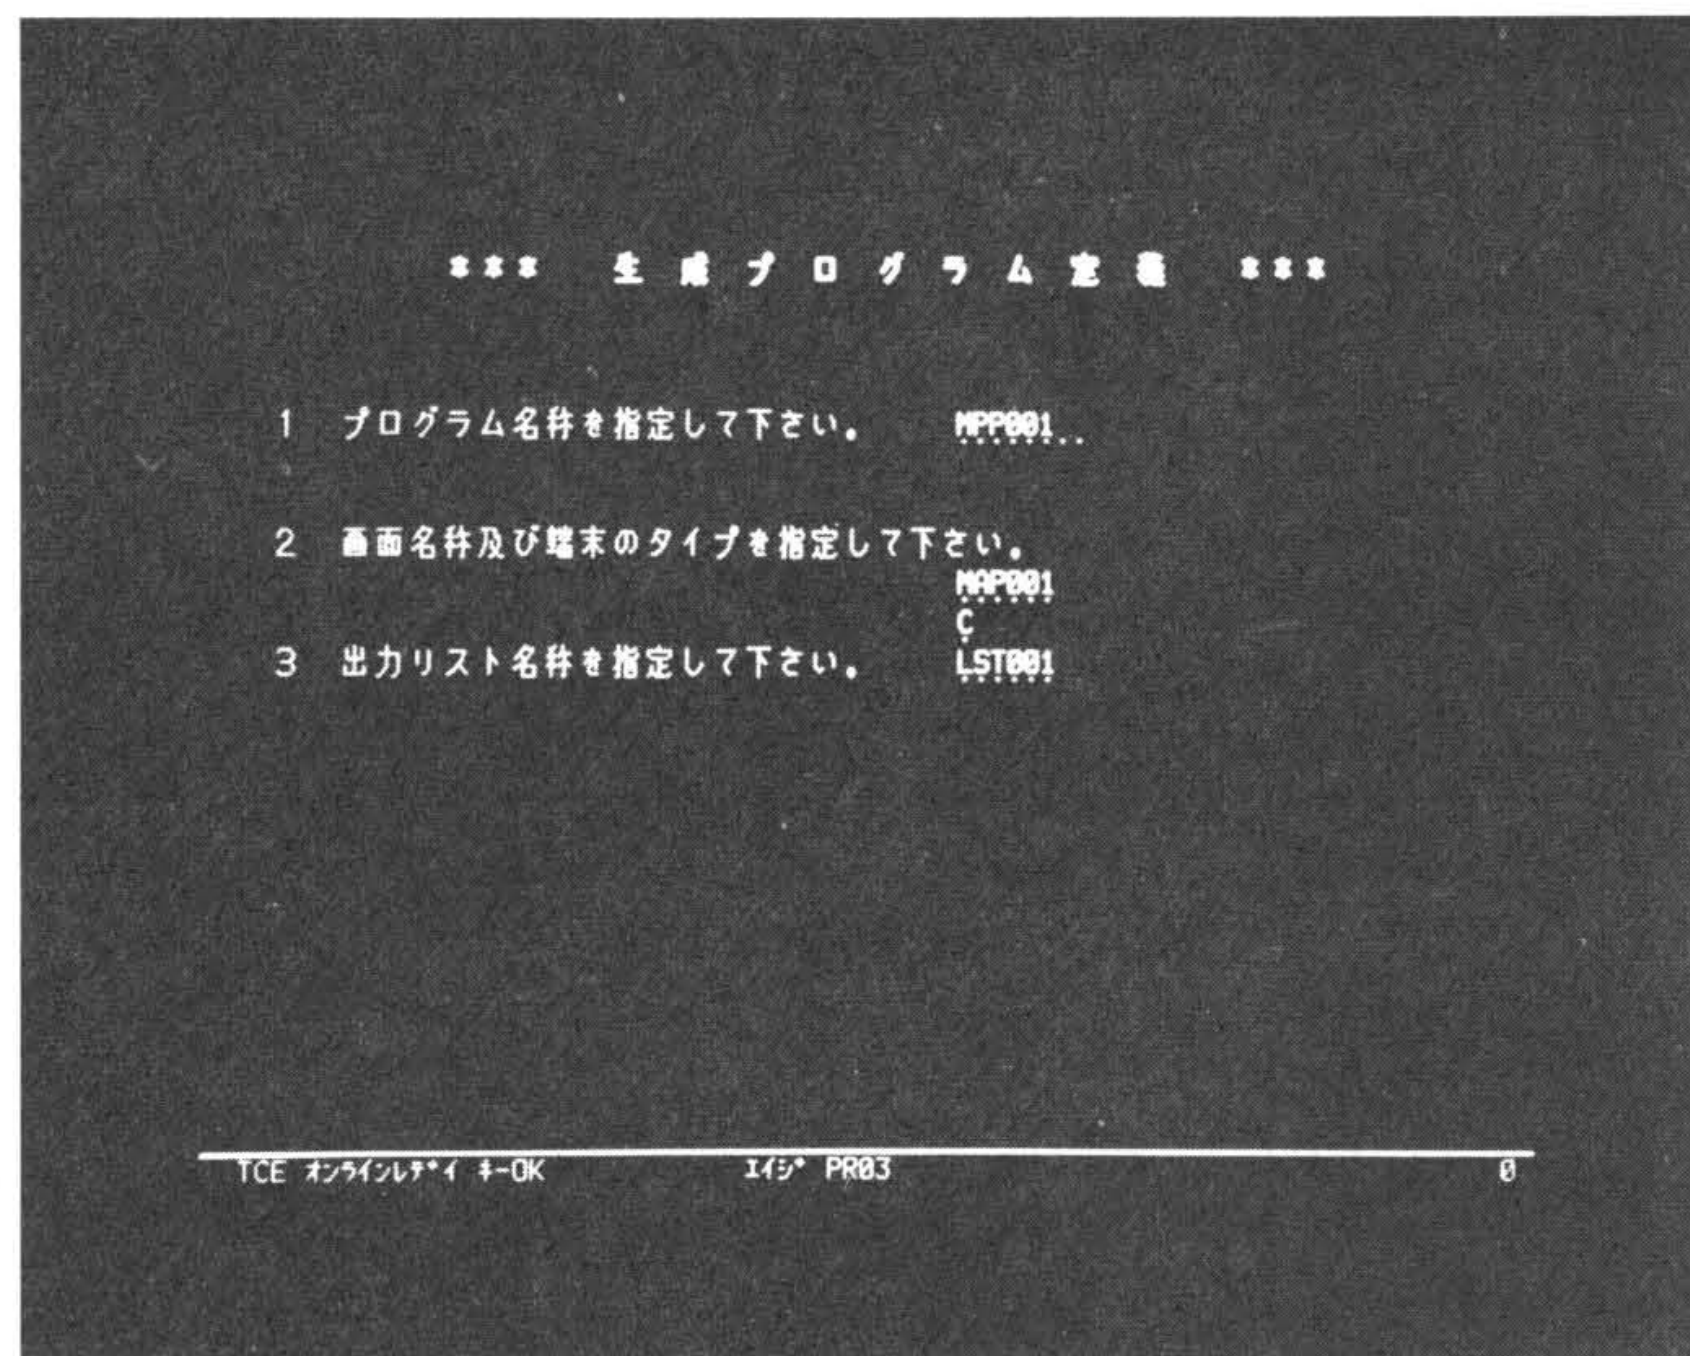 *** 生成プログラム定義 ***
1 プログラム名称を指定して下さい。 MPP001..
2 画面名称及び端末のタイプを指定して下さい。
MAP001
C
3 出力リスト名称を指定して下さい。 LST001
TCE オンラインレディ キーOK エイジ PR03 0